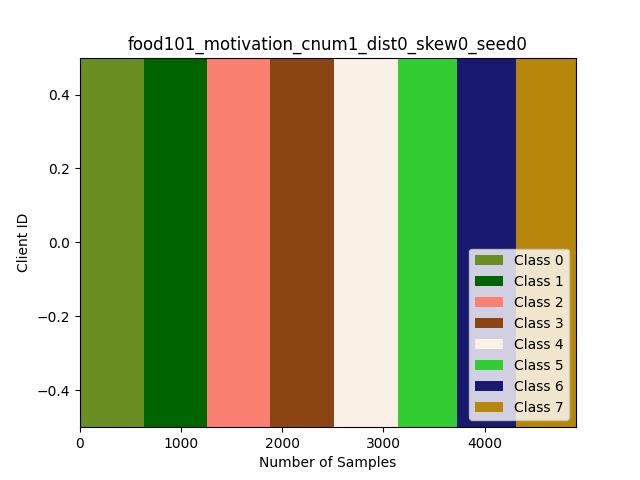 food101_motivation_cnum1_dist0_skew0_seed0
0.4
0.2
0.0
−0.2
−0.4
Client ID
Class 0
Class 1
Class 2
Class 3
Class 4
Class 5
Class 6
Class 7
0 1000 2000 3000 4000
Number of Samples